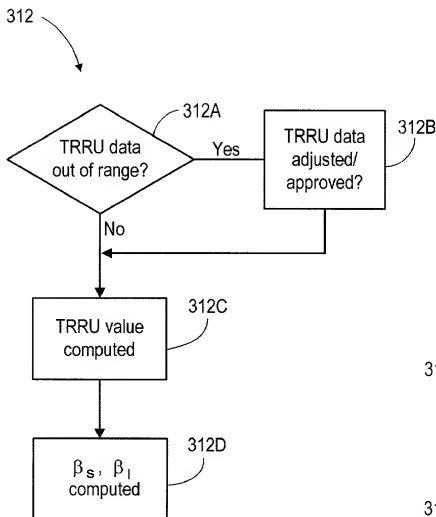 312
312A
TRRU data
out of range?
Yes
TRRU data
adjusted/
approved?
312B
No
TRRU value
computed
312C
312D
βs, βl
computed